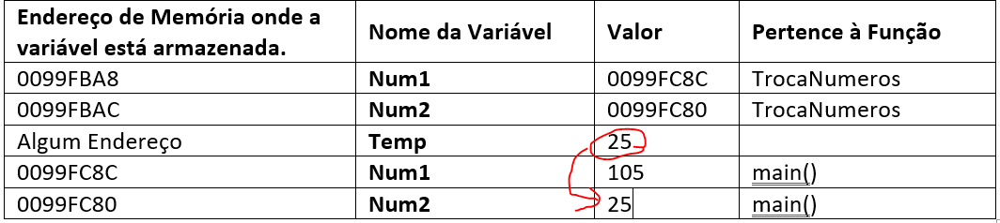 Endereço de Memória onde a
variável está armazenada.
Nome da Variável
Valor
Pertence à Função
0099FBA8
Num1
0099FC8C
TrocaNumeros
0099FBAC
Num2
0099FC80
TrocaNumeros
Algum Endereço
Temp
25
0099FC8C
Num1
105
main()
0099FC80
Num2
25
main()